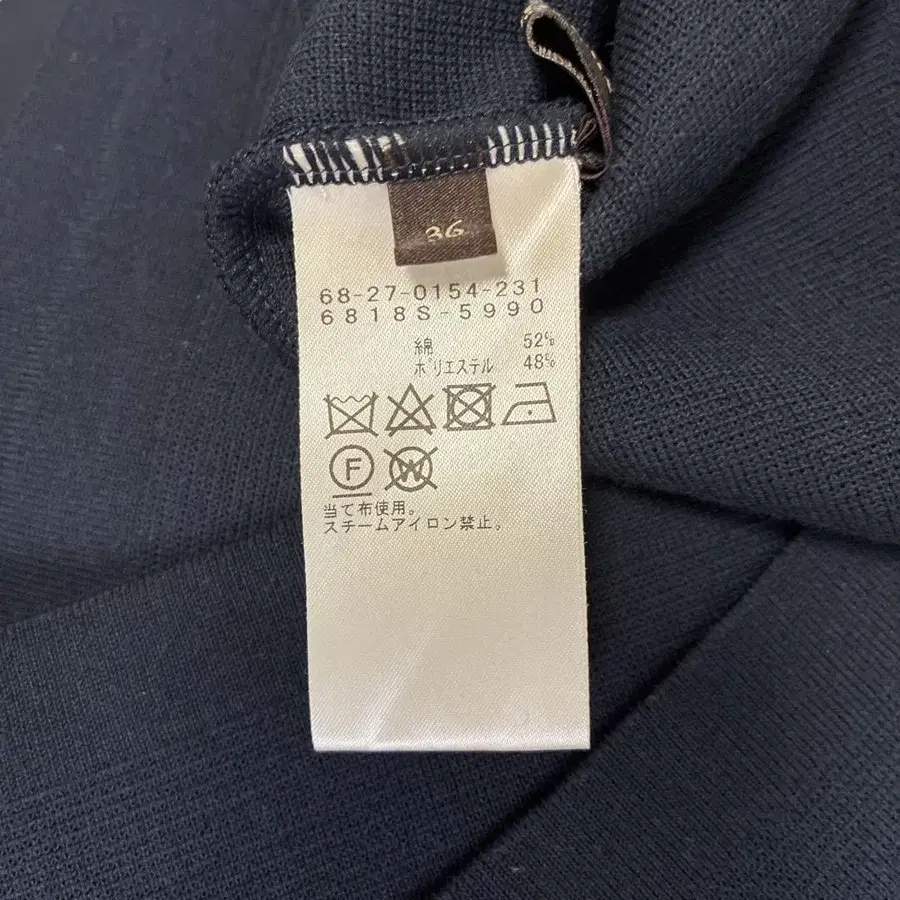 36
68-27-0154-231
6818S-5990
綿 52%
ポリエステル 48%
F W
当て布使用。
スチームアイロン禁止。